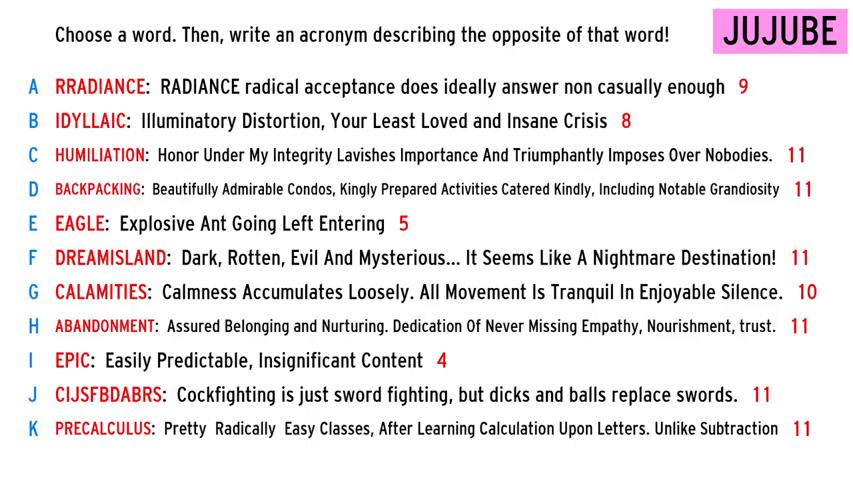 Choose a word. Then, write an acronym describing the opposite of that word!
JUJUBE
A RRADIANCE: RADIANCE radical acceptance does ideally answer non casually enough 9
B IDYLLAIC: Illuminatory Distortion, Your Least Loved and Insane Crisis 8
C HUMILIATION: Honor Under My Integrity Lavishes Importance And Triumphantly Imposes Over Nobodies. 11
D BACKPACKING: Beautifully Admirable Condos, Kingly Prepared Activities Catered Kindly, Including Notable Grandiosity 11
E EAGLE: Explosive Ant Going Left Entering 5
F DREAMISLAND: Dark, Rotten, Evil And Mysterious... It Seems Like A Nightmare Destination! 11
G CALAMITIES: Calmness Accumulates Loosely. All Movement Is Tranquil In Enjoyable Silence. 10
H ABANDONMENT: Assured Belonging and Nurturing. Dedication Of Never Missing Empathy, Nourishment, trust. 11
I EPIC: Easily Predictable, Insignificant Content 4
J CIJSFBDABRS: Cockfighting is just sword fighting, but dicks and balls replace swords. 11
K PRECALCULUS: Pretty Radically Easy Classes, After Learning Calculation Upon Letters. Unlike Subtraction 11